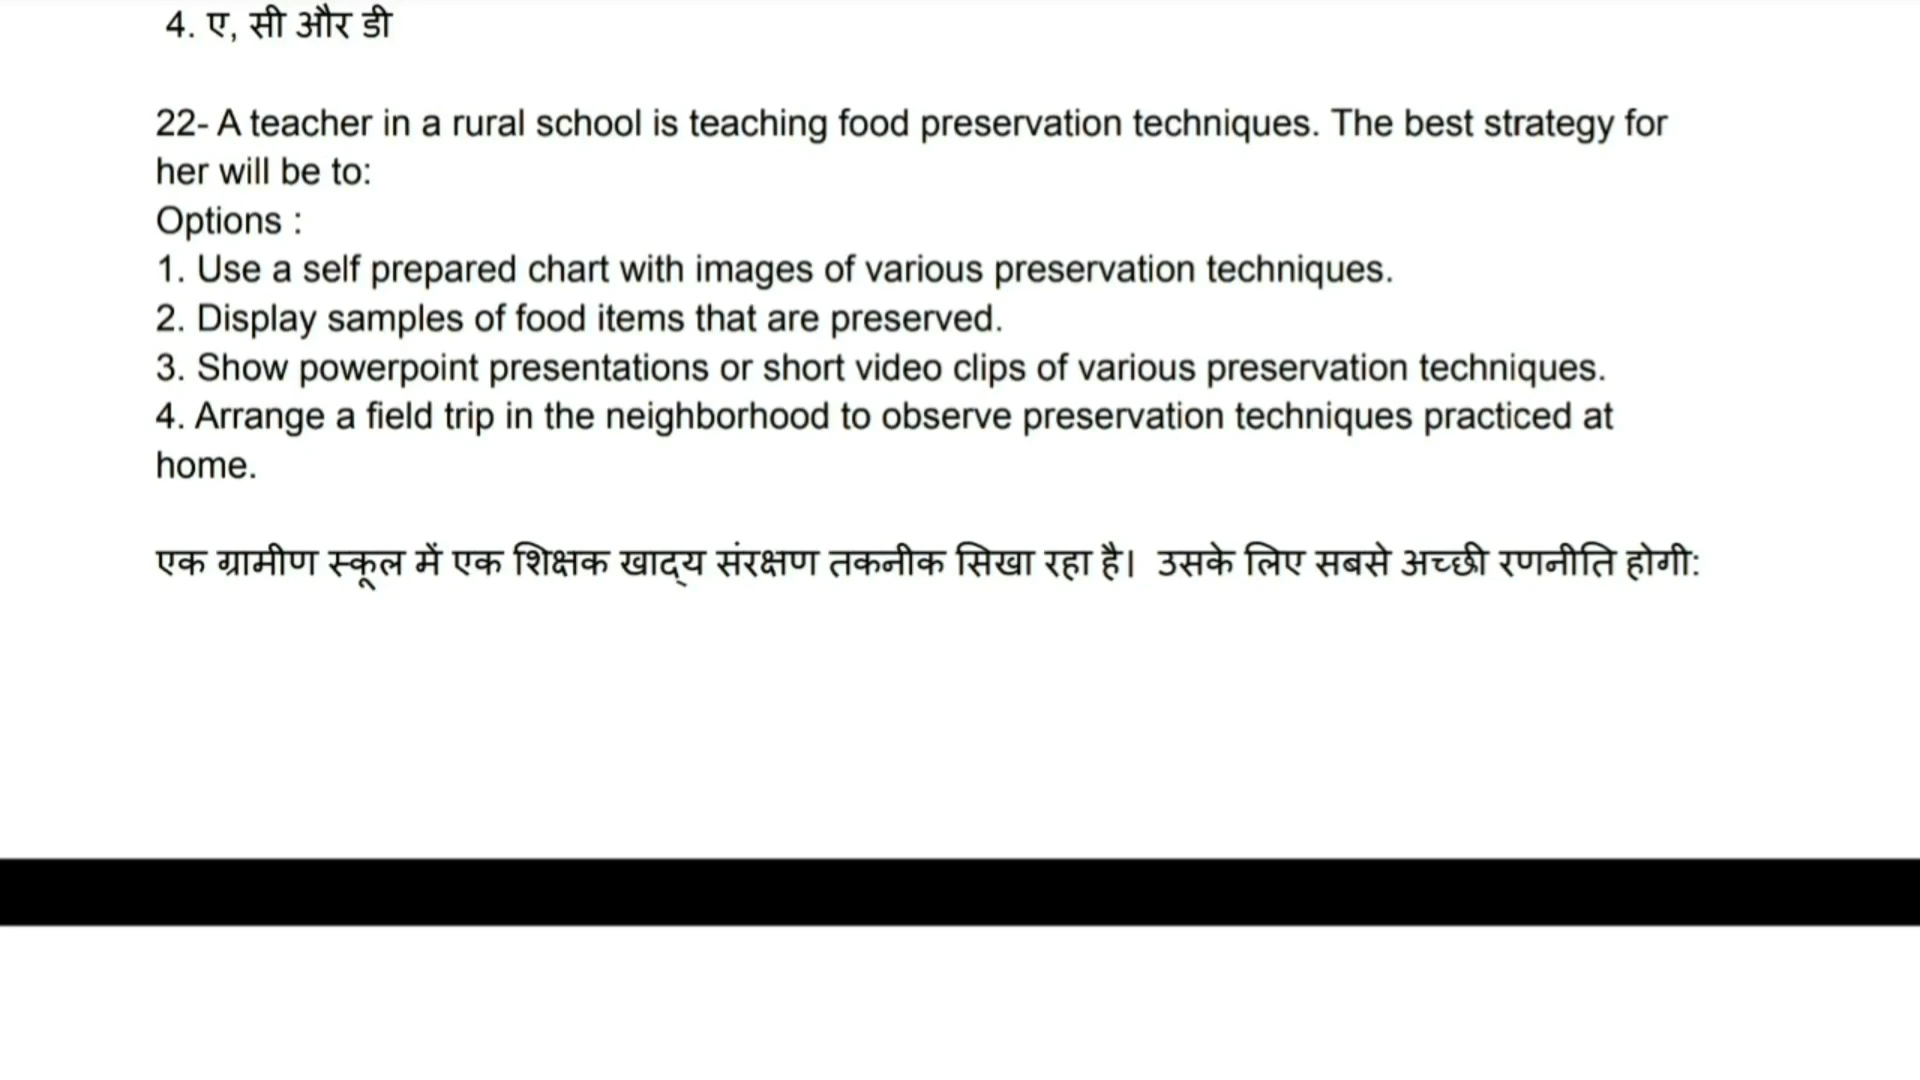 4. ए, सी और डी
22- A teacher in a rural school is teaching food preservation techniques. The best strategy for
her will be to:
Options :
1. Use a self prepared chart with images of various preservation techniques.
2. Display samples of food items that are preserved.
3. Show powerpoint presentations or short video clips of various preservation techniques.
4. Arrange a field trip in the neighborhood to observe preservation techniques practiced at
home.
एक ग्रामीण स्कूल में एक शिक्षक खाद्य संरक्षण तकनीक सिखा रहा है। उसके लिए सबसे अच्छी रणनीति होगी: